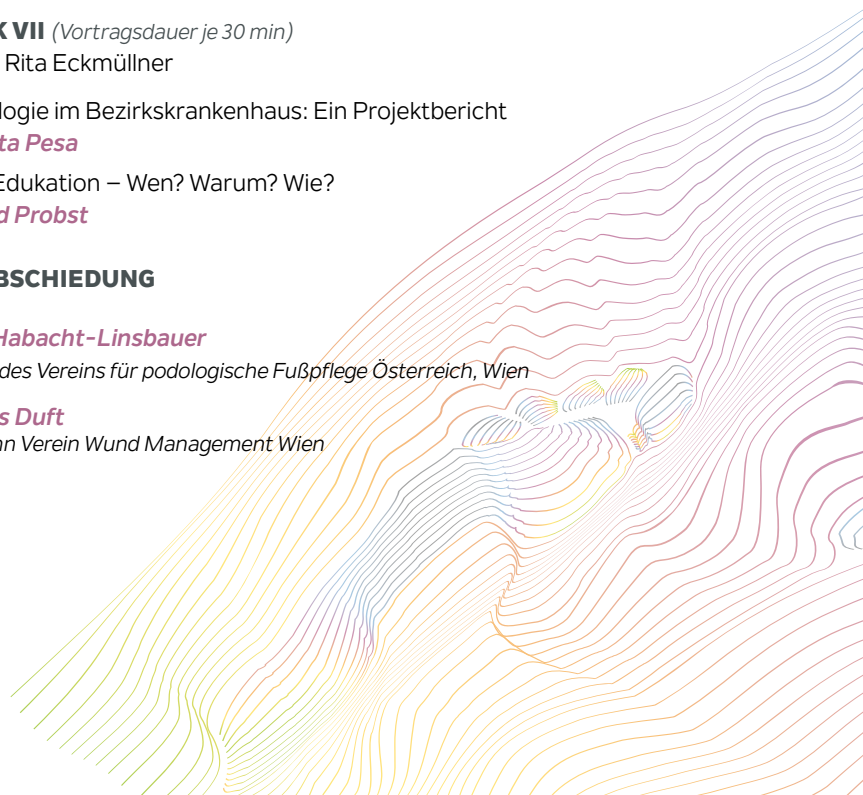 K VII (Vortragsdauer je 30 min)
Rita Eckmüllner
logie im Bezirkskrankenhaus: Ein Projektbericht
ta Pesa
Edukation – Wen? Warum? Wie?
d Probst
BSCHIEDUNG
Habacht-Linsbauer
des Vereins für podologische Fußpflege Österreich, Wien
s Duft
nn Verein Wund Management Wien